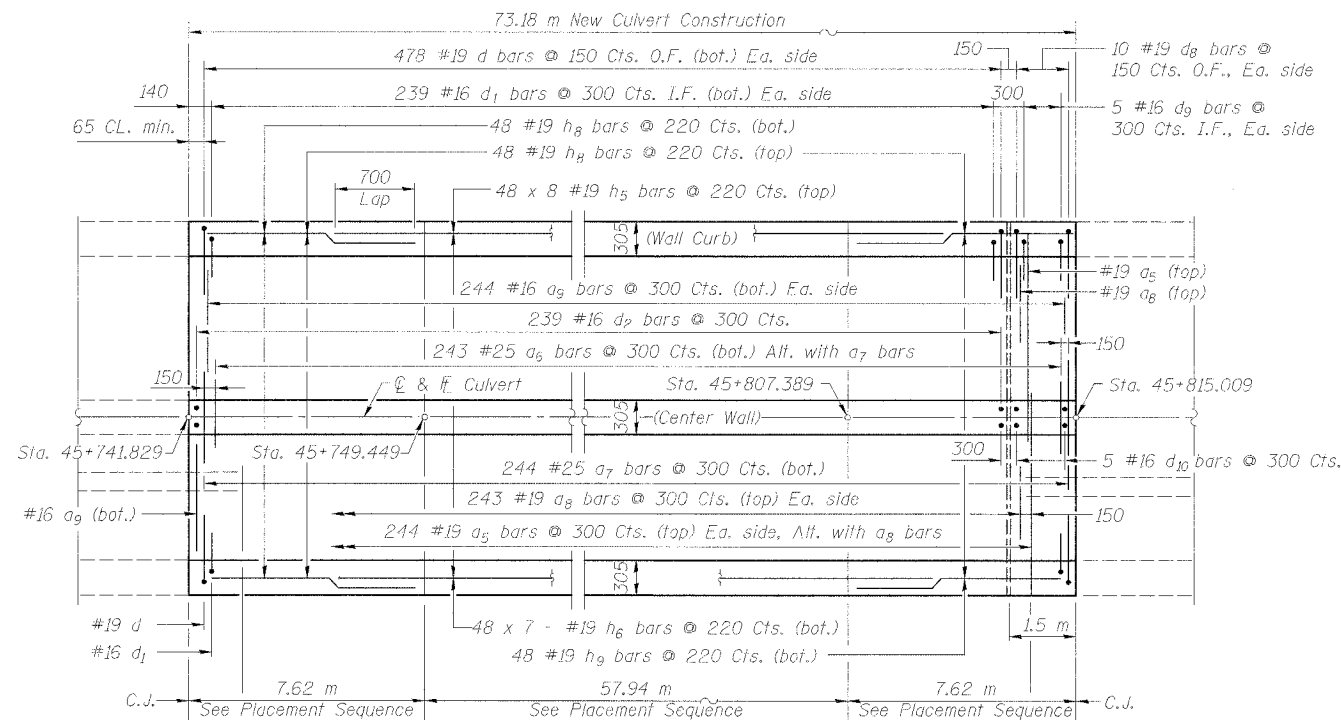 73.18 m New Culvert Construction
478 #19 d bars @ 150 Cts. O.F. (bot.) Ea. side
150
10 #19 d8 bars @
150 Cts. O.F., Ea. side
140
239 #16 d1 bars @ 300 Cts. I.F. (bot.) Ea. side
300
5 #16 d9 bars @
300 Cts. I.F., Ea. side
65 CL. min.
48 #19 h8 bars @ 220 Cts. (bot.)
48 #19 h8 bars @ 220 Cts. (top)
700
Lap
48 x 8 #19 h5 bars @ 220 Cts. (top)
305
(Wall Curb)
#19 a5 (top)
#19 a8 (top)
244 #16 a9 bars @ 300 Cts. (bot.) Ea. side
239 #16 d2 bars @ 300 Cts.
243 #25 a6 bars @ 300 Cts. (bot.) Alt. with a7 bars
150
150
℄ & ⅊ Culvert
Sta. 45+807.389
Sta. 45+815.009
305
(Center Wall)
Sta. 45+741.829
Sta. 45+749.449
300
5 #16 d10 bars @ 300 Cts.
244 #25 a7 bars @ 300 Cts. (bot.)
243 #19 a8 bars @ 300 Cts. (top) Ea. side
#16 a9 (bot.)
150
244 #19 a5 bars @ 300 Cts. (top) Ea. side, Alt. with a8 bars
305
#19 d
48 x 7 - #19 h6 bars @ 220 Cts. (bot.)
1.5 m
#16 d1
48 #19 h9 bars @ 220 Cts. (bot.)
C.J.
7.62 m
57.94 m
7.62 m
C.J.
See Placement Sequence
See Placement Sequence
See Placement Sequence